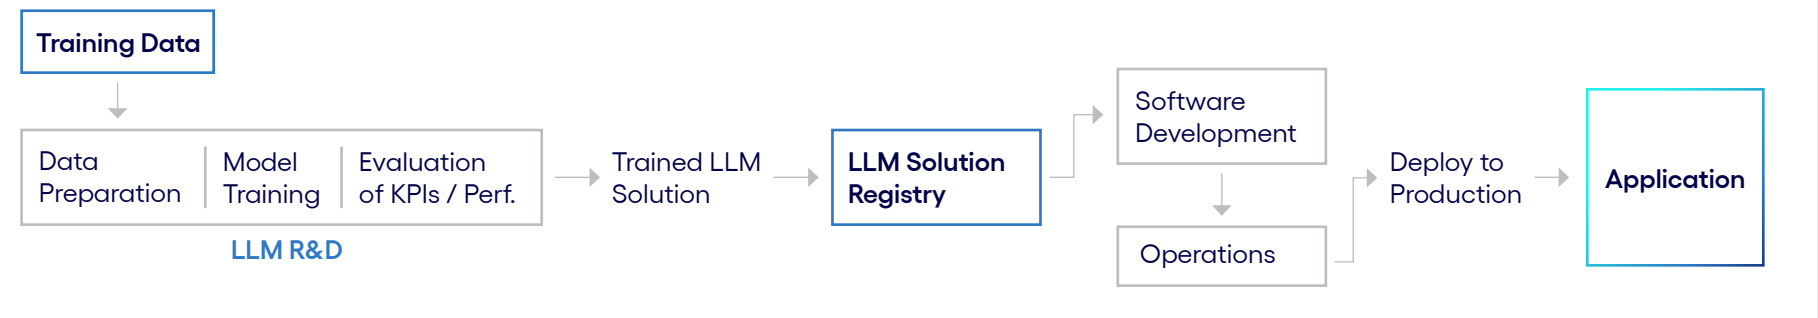 Training Data
Data
Preparation
Model
Training
Evaluation
of KPIs / Perf.
LLM R&D
Trained LLM
Solution
LLM Solution
Registry
Software
Development
Operations
Deploy to
Production
Application